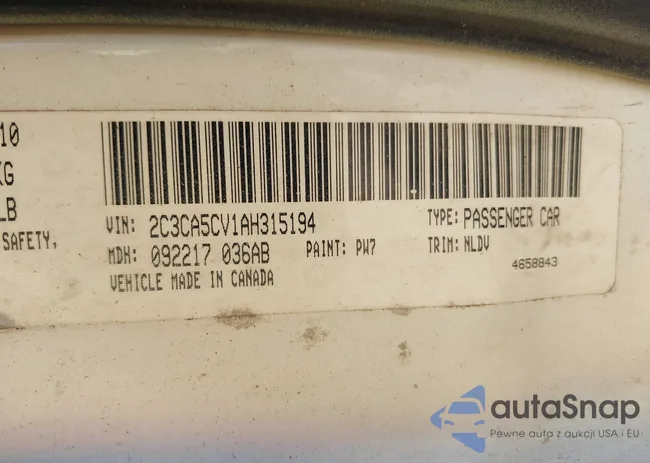 10
KG
LB
SAFETY,
VIN: 2C3CA5CV1AH315194
TYPE: PASSENGER CAR
MDH: 092217 036AB
PAINT: PW7
TRIM: NLDV
VEHICLE MADE IN CANADA
4658843
autaSnap
Pewne auta z aukcji USA i EU